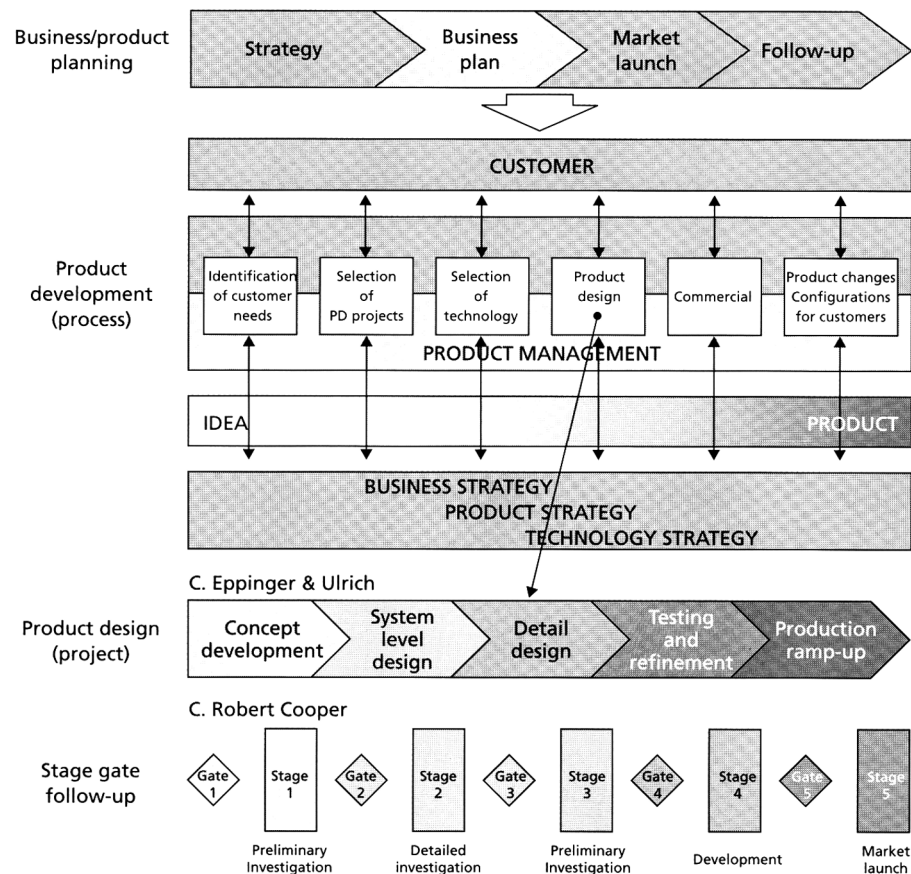 Business/product
planning
Strategy
Business
plan
Market
launch
Follow-up
CUSTOMER
Product
development
(process)
Identification
of customer
needs
Selection
of
PD projects
Selection
of
technology
Product
design
Commercial
Product changes
Configurations
for customers
PRODUCT MANAGEMENT
IDEA
PRODUCT
BUSINESS STRATEGY
PRODUCT STRATEGY
TECHNOLOGY STRATEGY
C. Eppinger & Ulrich
Product design
(project)
Concept
development
System
level
design
Detail
design
Testing
and
refinement
Production
ramp-up
C. Robert Cooper
Stage gate
follow-up
Gate
1
Stage
1
Gate
2
Stage
2
Gate
3
Stage
3
Gate
4
Stage
4
Gate
5
Stage
5
Preliminary
Investigation
Detailed
investigation
Preliminary
Investigation
Development
Market
launch